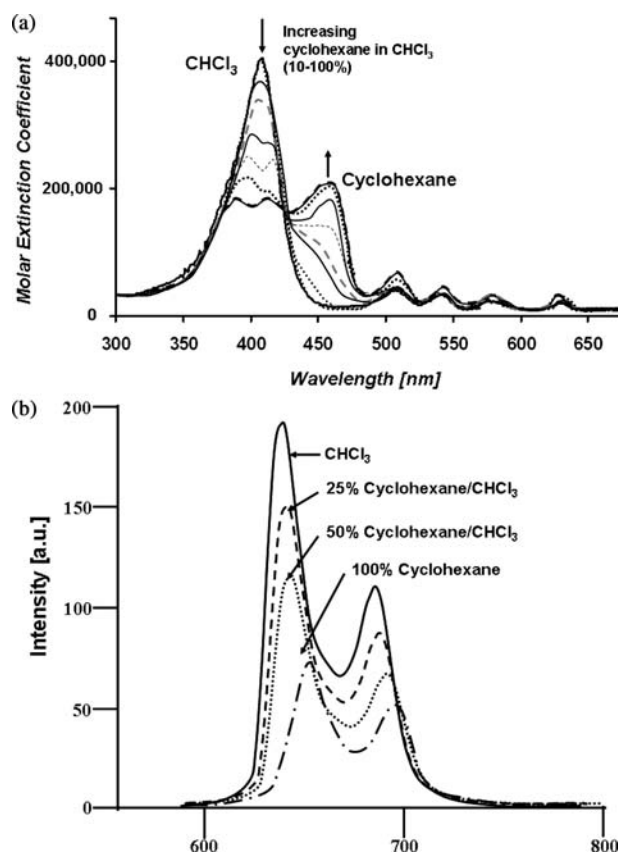 (a)
Increasing
cyclohexane in CHCl₃
(10-100%)
CHCl₃
400,000
200,000
0
Cyclohexane
Molar Extinction Coefficient
300 350 400 450 500 550 600 650
Wavelength [nm]
(b)
200
150
100
50
0
CHCl₃
25% Cyclohexane/CHCl₃
50% Cyclohexane/CHCl₃
100% Cyclohexane
Intensity [a.u.]
600 700 800